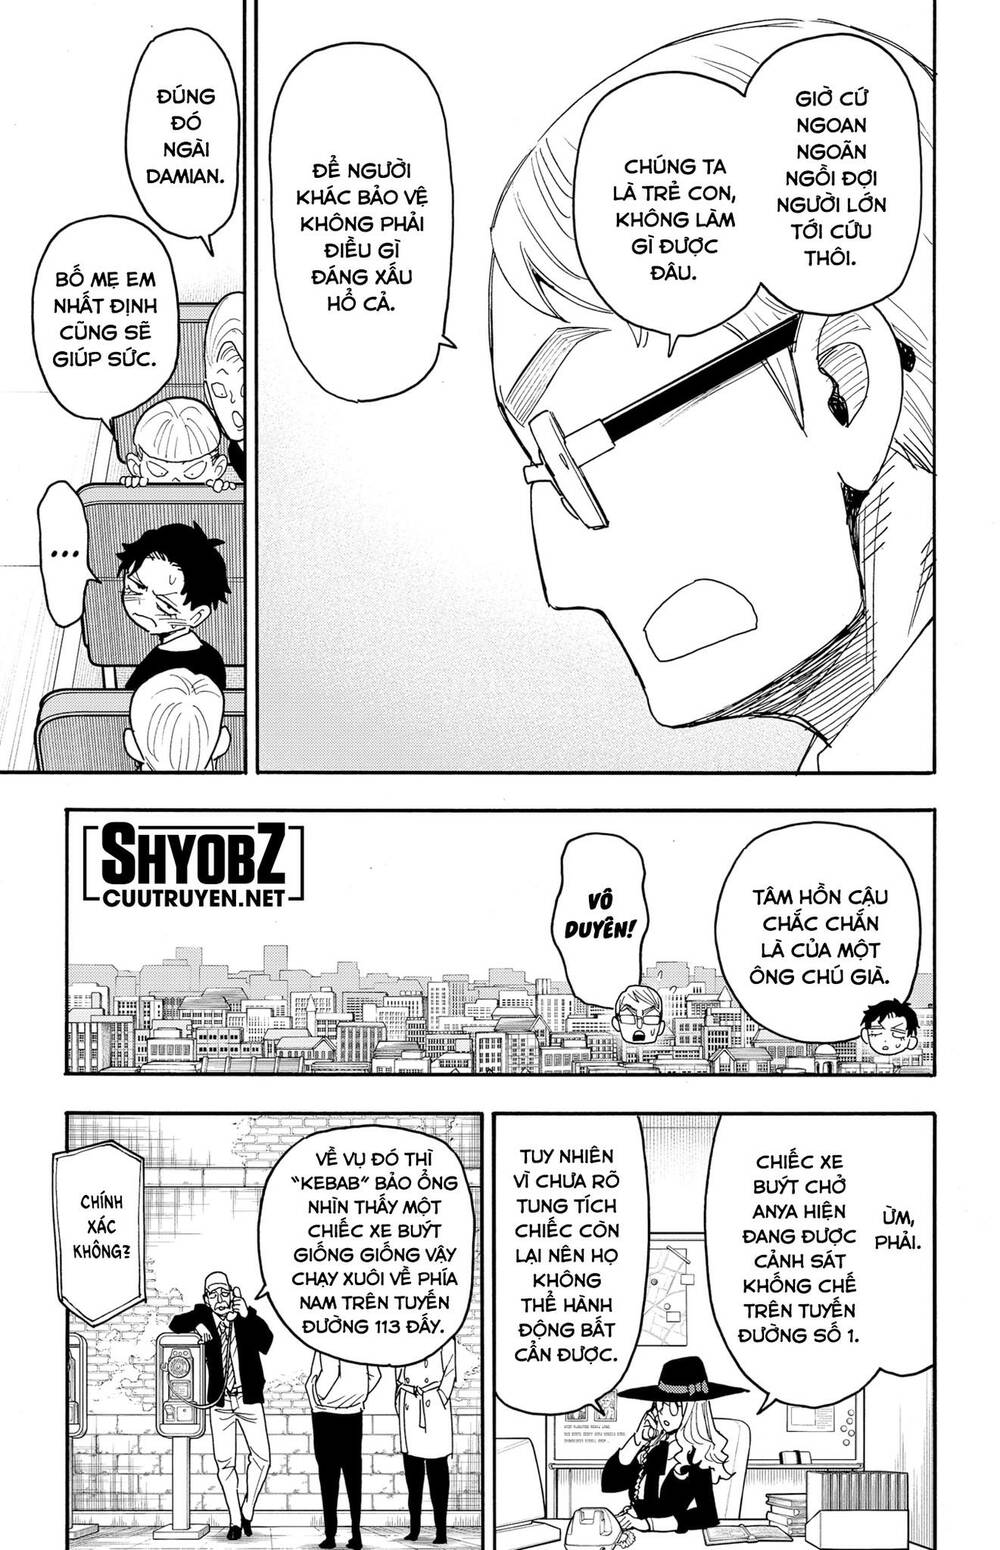 GIỜ CỨ
NGOAN
NGOÃN
NGỒI ĐỢI
NGƯỜI LỚN
TỚI CỨU
THÔI.
CHÚNG TA
LÀ TRẺ CON,
KHÔNG LÀM
GÌ ĐƯỢC
ĐÂU.
ĐỂ NGƯỜI
KHÁC BẢO VỆ
KHÔNG PHẢI
ĐIỀU GÌ
ĐÁNG XẤU
HỔ CẢ.
ĐÚNG
ĐÓ
NGÀI
DAMIAN.
BỐ MẸ EM
NHẤT ĐỊNH
CŨNG SẼ
GIÚP SỨC.
...
TÂM HỒN CẬU
CHẮC CHẮN
LÀ CỦA MỘT
ÔNG CHÚ GIÀ.
VÔ
DUYÊN!
SHYOBZ
CUUTRUYEN.NET
ỪM,
PHẢI.
CHIẾC XE
BUÝT CHỞ
ANYA HIỆN
ĐANG ĐƯỢC
CẢNH SÁT
KHỐNG CHẾ
TRÊN TUYẾN
ĐƯỜNG SỐ 1.
TUY NHIÊN
VÌ CHƯA RÕ
TUNG TÍCH
CHIẾC CÒN
LẠI NÊN HỌ
KHÔNG
THỂ HÀNH
ĐỘNG BẤT
CẨN ĐƯỢC.
VỀ VỤ ĐÓ THÌ
"KEBAB" BẢO ỔNG
NHÌN THẤY MỘT
CHIẾC XE BUÝT
GIỐNG GIỐNG VẬY
CHẠY XUÔI VỀ PHÍA
NAM TRÊN TUYẾN
ĐƯỜNG 113 ĐẤY.
CHÍNH
XÁC
KHÔNG?